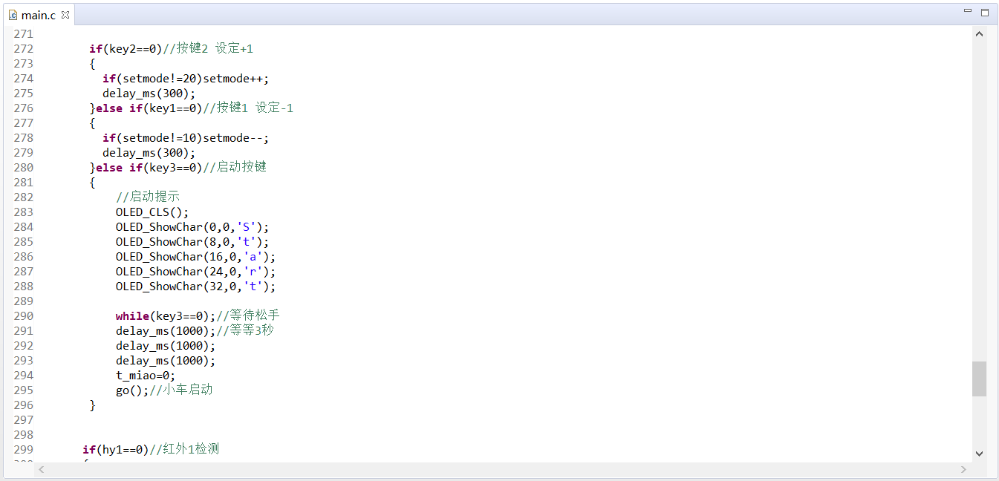 main.c
271
272 if(key2==0)//按键2 设定+1
273 {
274 if(setmode!=20)setmode++;
275 delay_ms(300);
276 }else if(key1==0)//按键1 设定-1
277 {
278 if(setmode!=10)setmode--;
279 delay_ms(300);
280 }else if(key3==0)//启动按键
281 {
282 //启动提示
283 OLED_CLS();
284 OLED_ShowChar(0,0,'S');
285 OLED_ShowChar(8,0,'t');
286 OLED_ShowChar(16,0,'a');
287 OLED_ShowChar(24,0,'r');
288 OLED_ShowChar(32,0,'t');
289
290 while(key3==0);//等待松手
291 delay_ms(1000);//等等3秒
292 delay_ms(1000);
293 delay_ms(1000);
294 t_miao=0;
295 go();//小车启动
296 }
297
298
299 if(hy1==0)//红外1检测